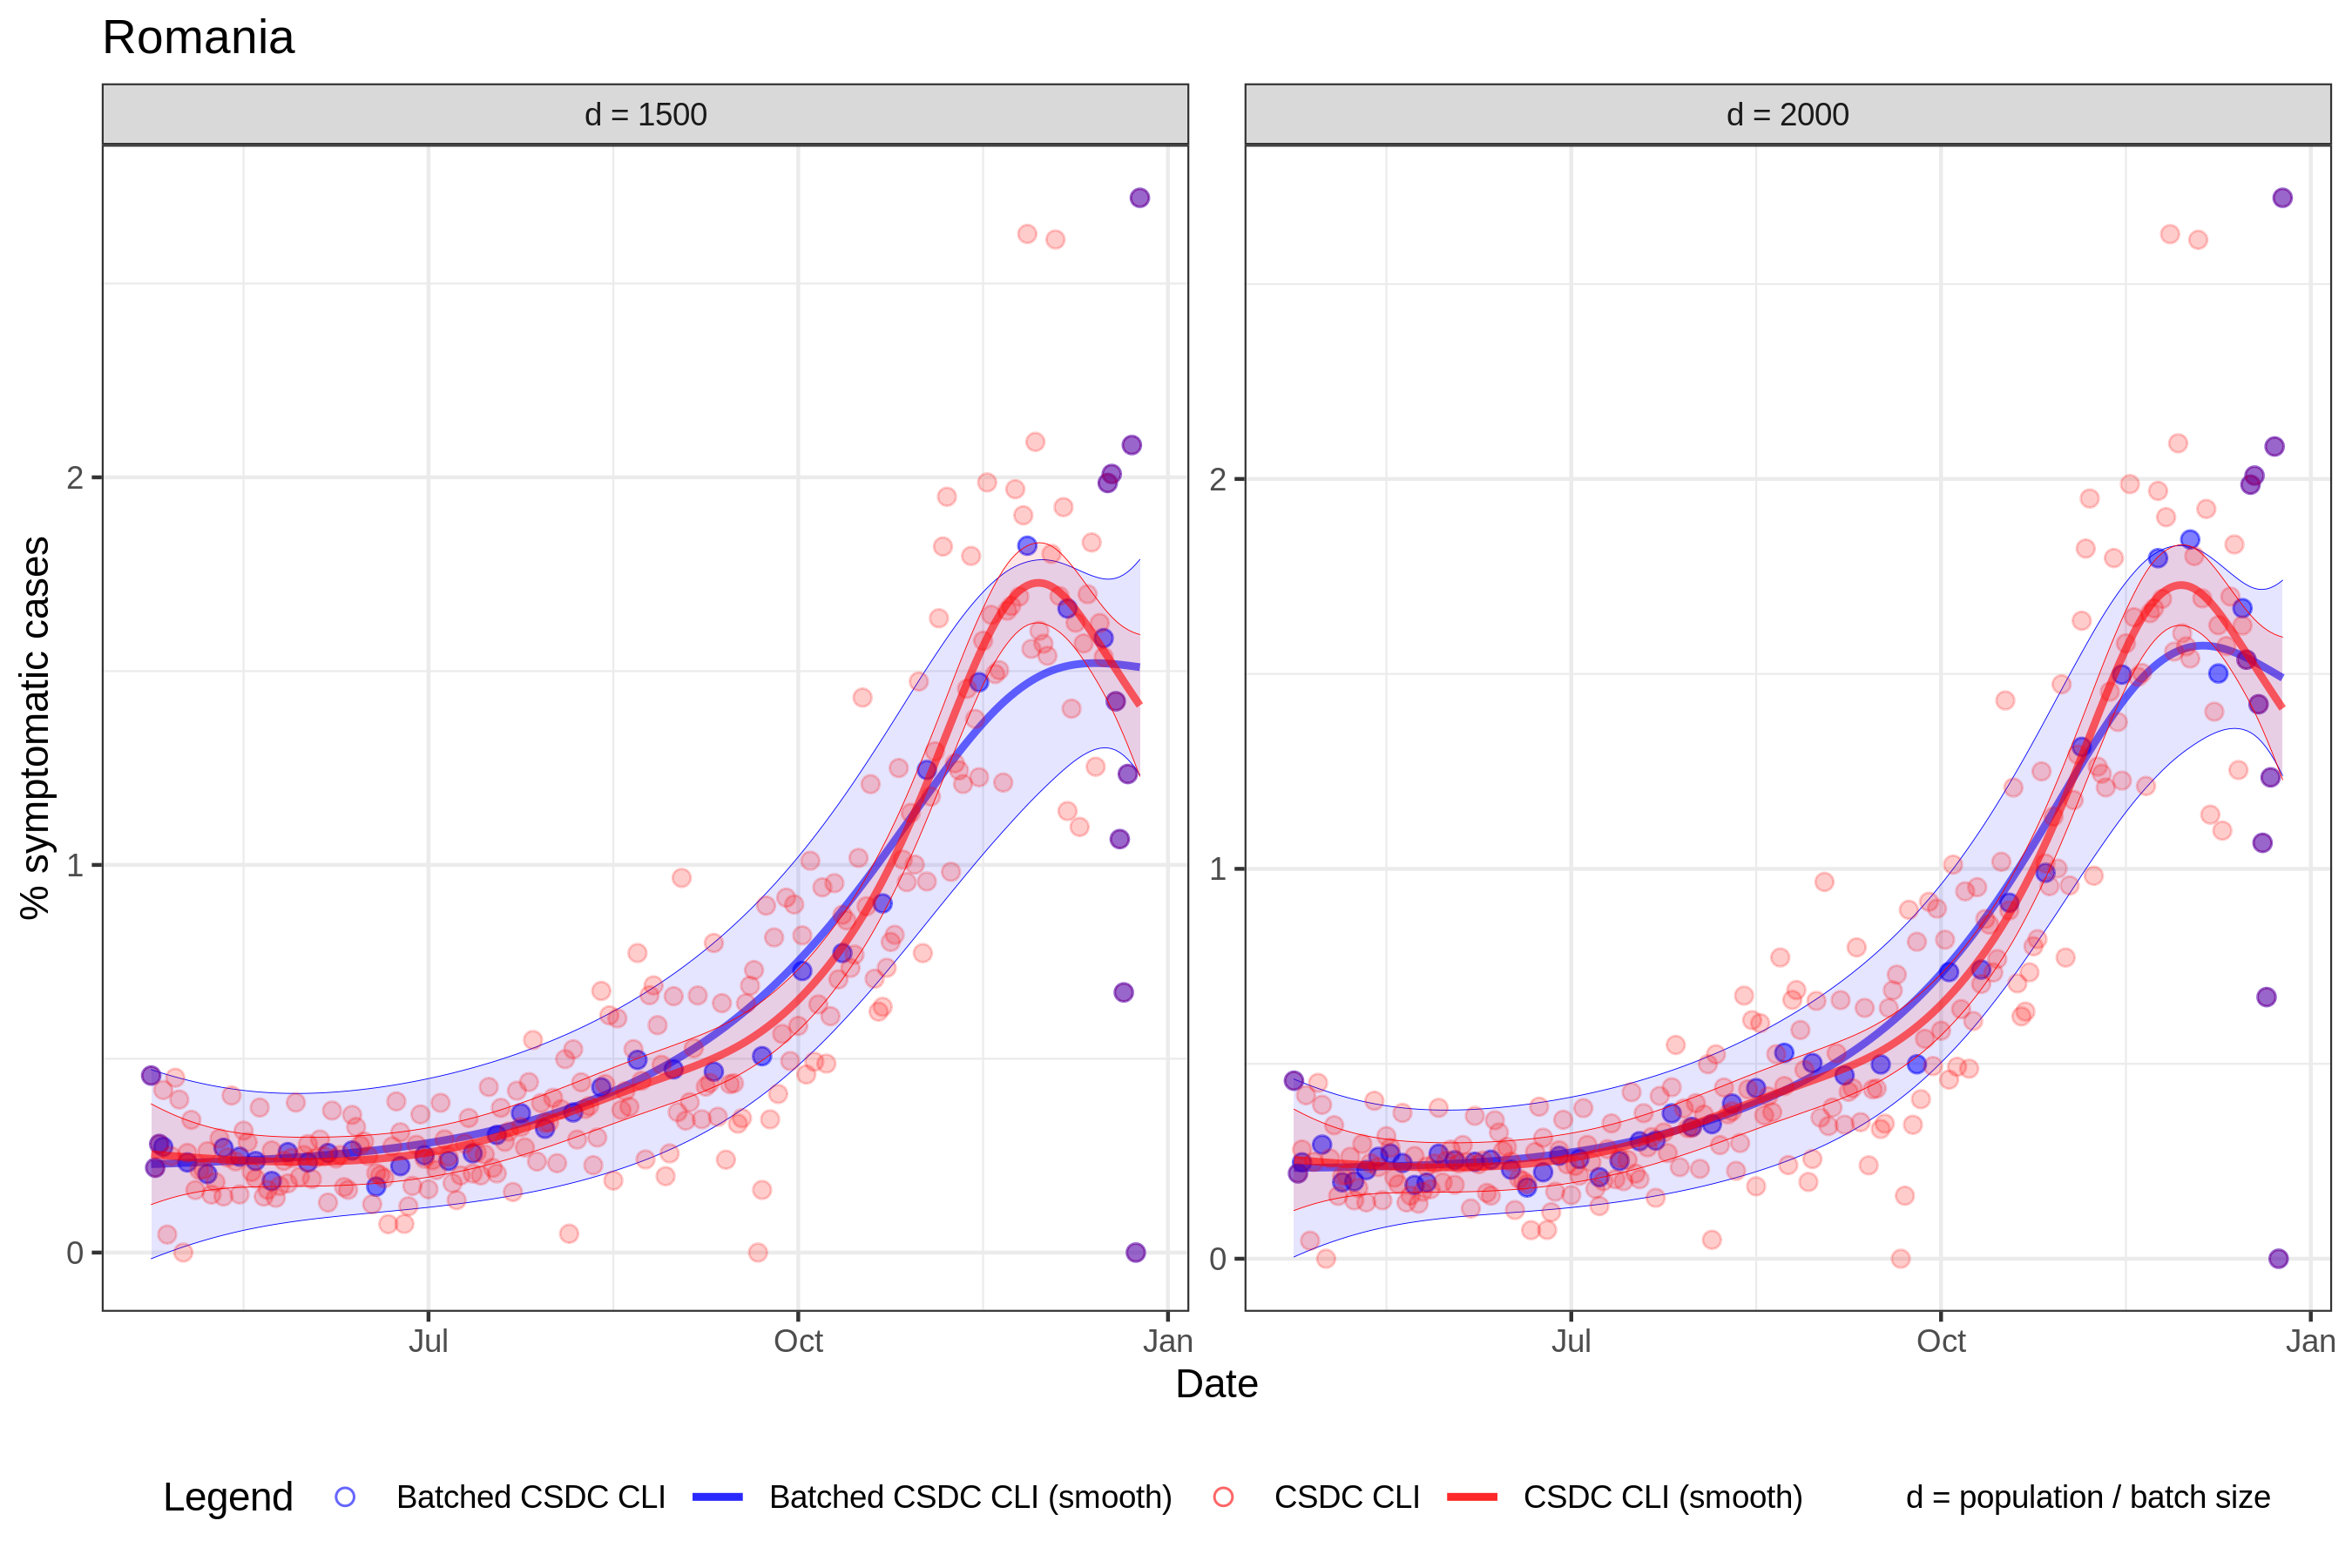 Romania
d = 1500
d = 2000
% symptomatic cases
2
1
0
2
1
0
Jul
Oct
Jan
Jul
Oct
Jan
Date
Legend
Batched CSDC CLI
Batched CSDC CLI (smooth)
CSDC CLI
CSDC CLI (smooth)
d = population / batch size